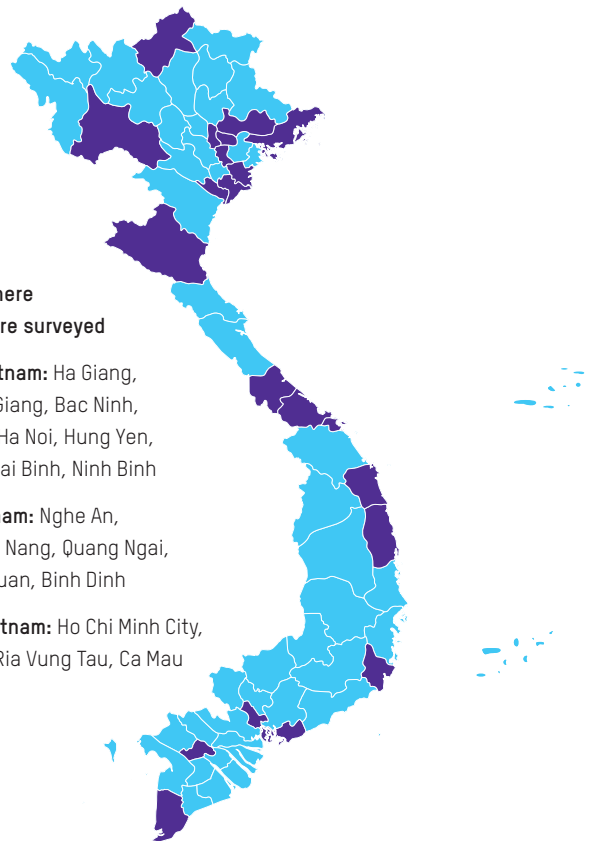 here
re surveyed
tnam: Ha Giang,
Giang, Bac Ninh,
Ha Noi, Hung Yen,
ai Binh, Ninh Binh
nam: Nghe An,
Nang, Quang Ngai,
uan, Binh Dinh
tnam: Ho Chi Minh City,
Ria Vung Tau, Ca Mau